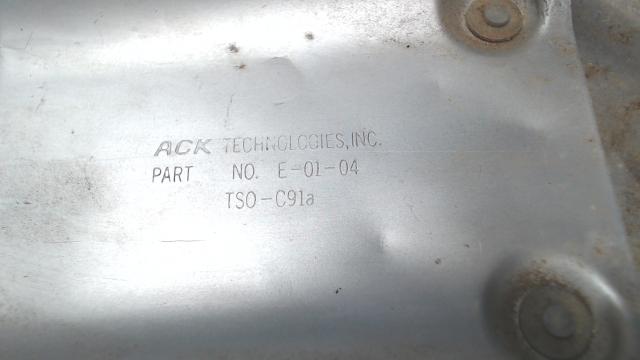 ACK TECHNOLOGIES, INC.
PART NO. E-01-04
TSO-C91a